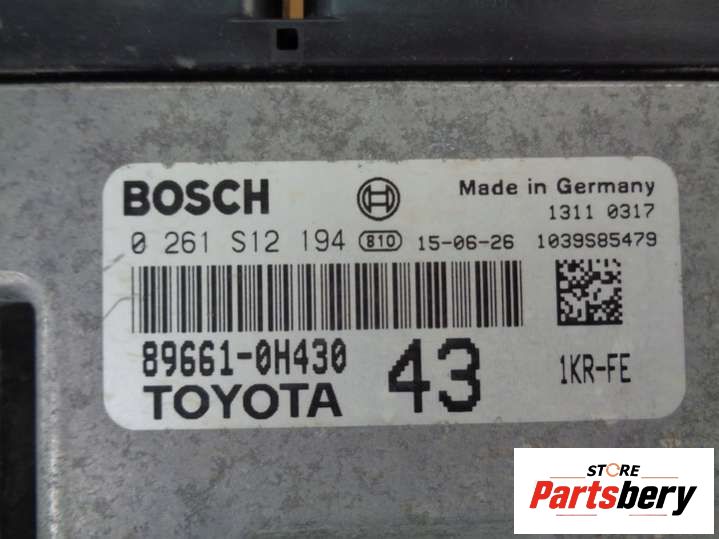 BOSCH Made in Germany
1311 0317
0 261 S12 194 810 15-06-26 1039S85479
89661-0H430 43 1KR-FE
TOYOTA
STORE
Partsbery